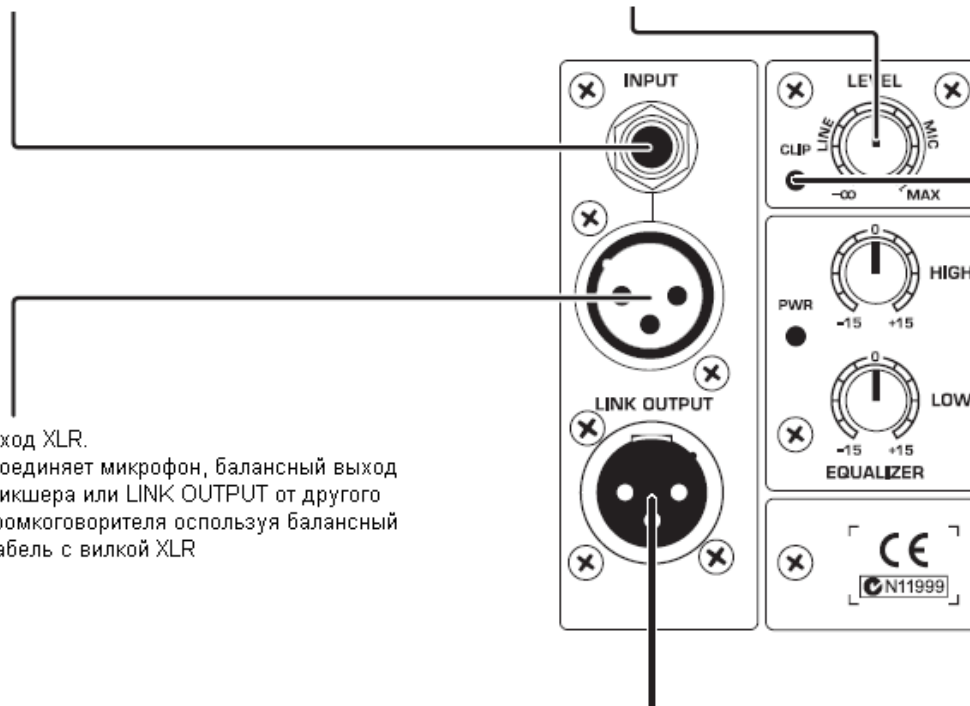 INPUT
LEVEL
LINE
MIC
CLIP
-∞
MAX
0
HIGH
-15 +15
PWR
0
LOW
-15 +15
EQUALIZER
LINK OUTPUT
ход XLR.
оединяет микрофон, балансный выход
икшера или LINK OUTPUT от другого
ромкоговорителя оспользуя балансный
абель с вилкой XLR
CE
N11999